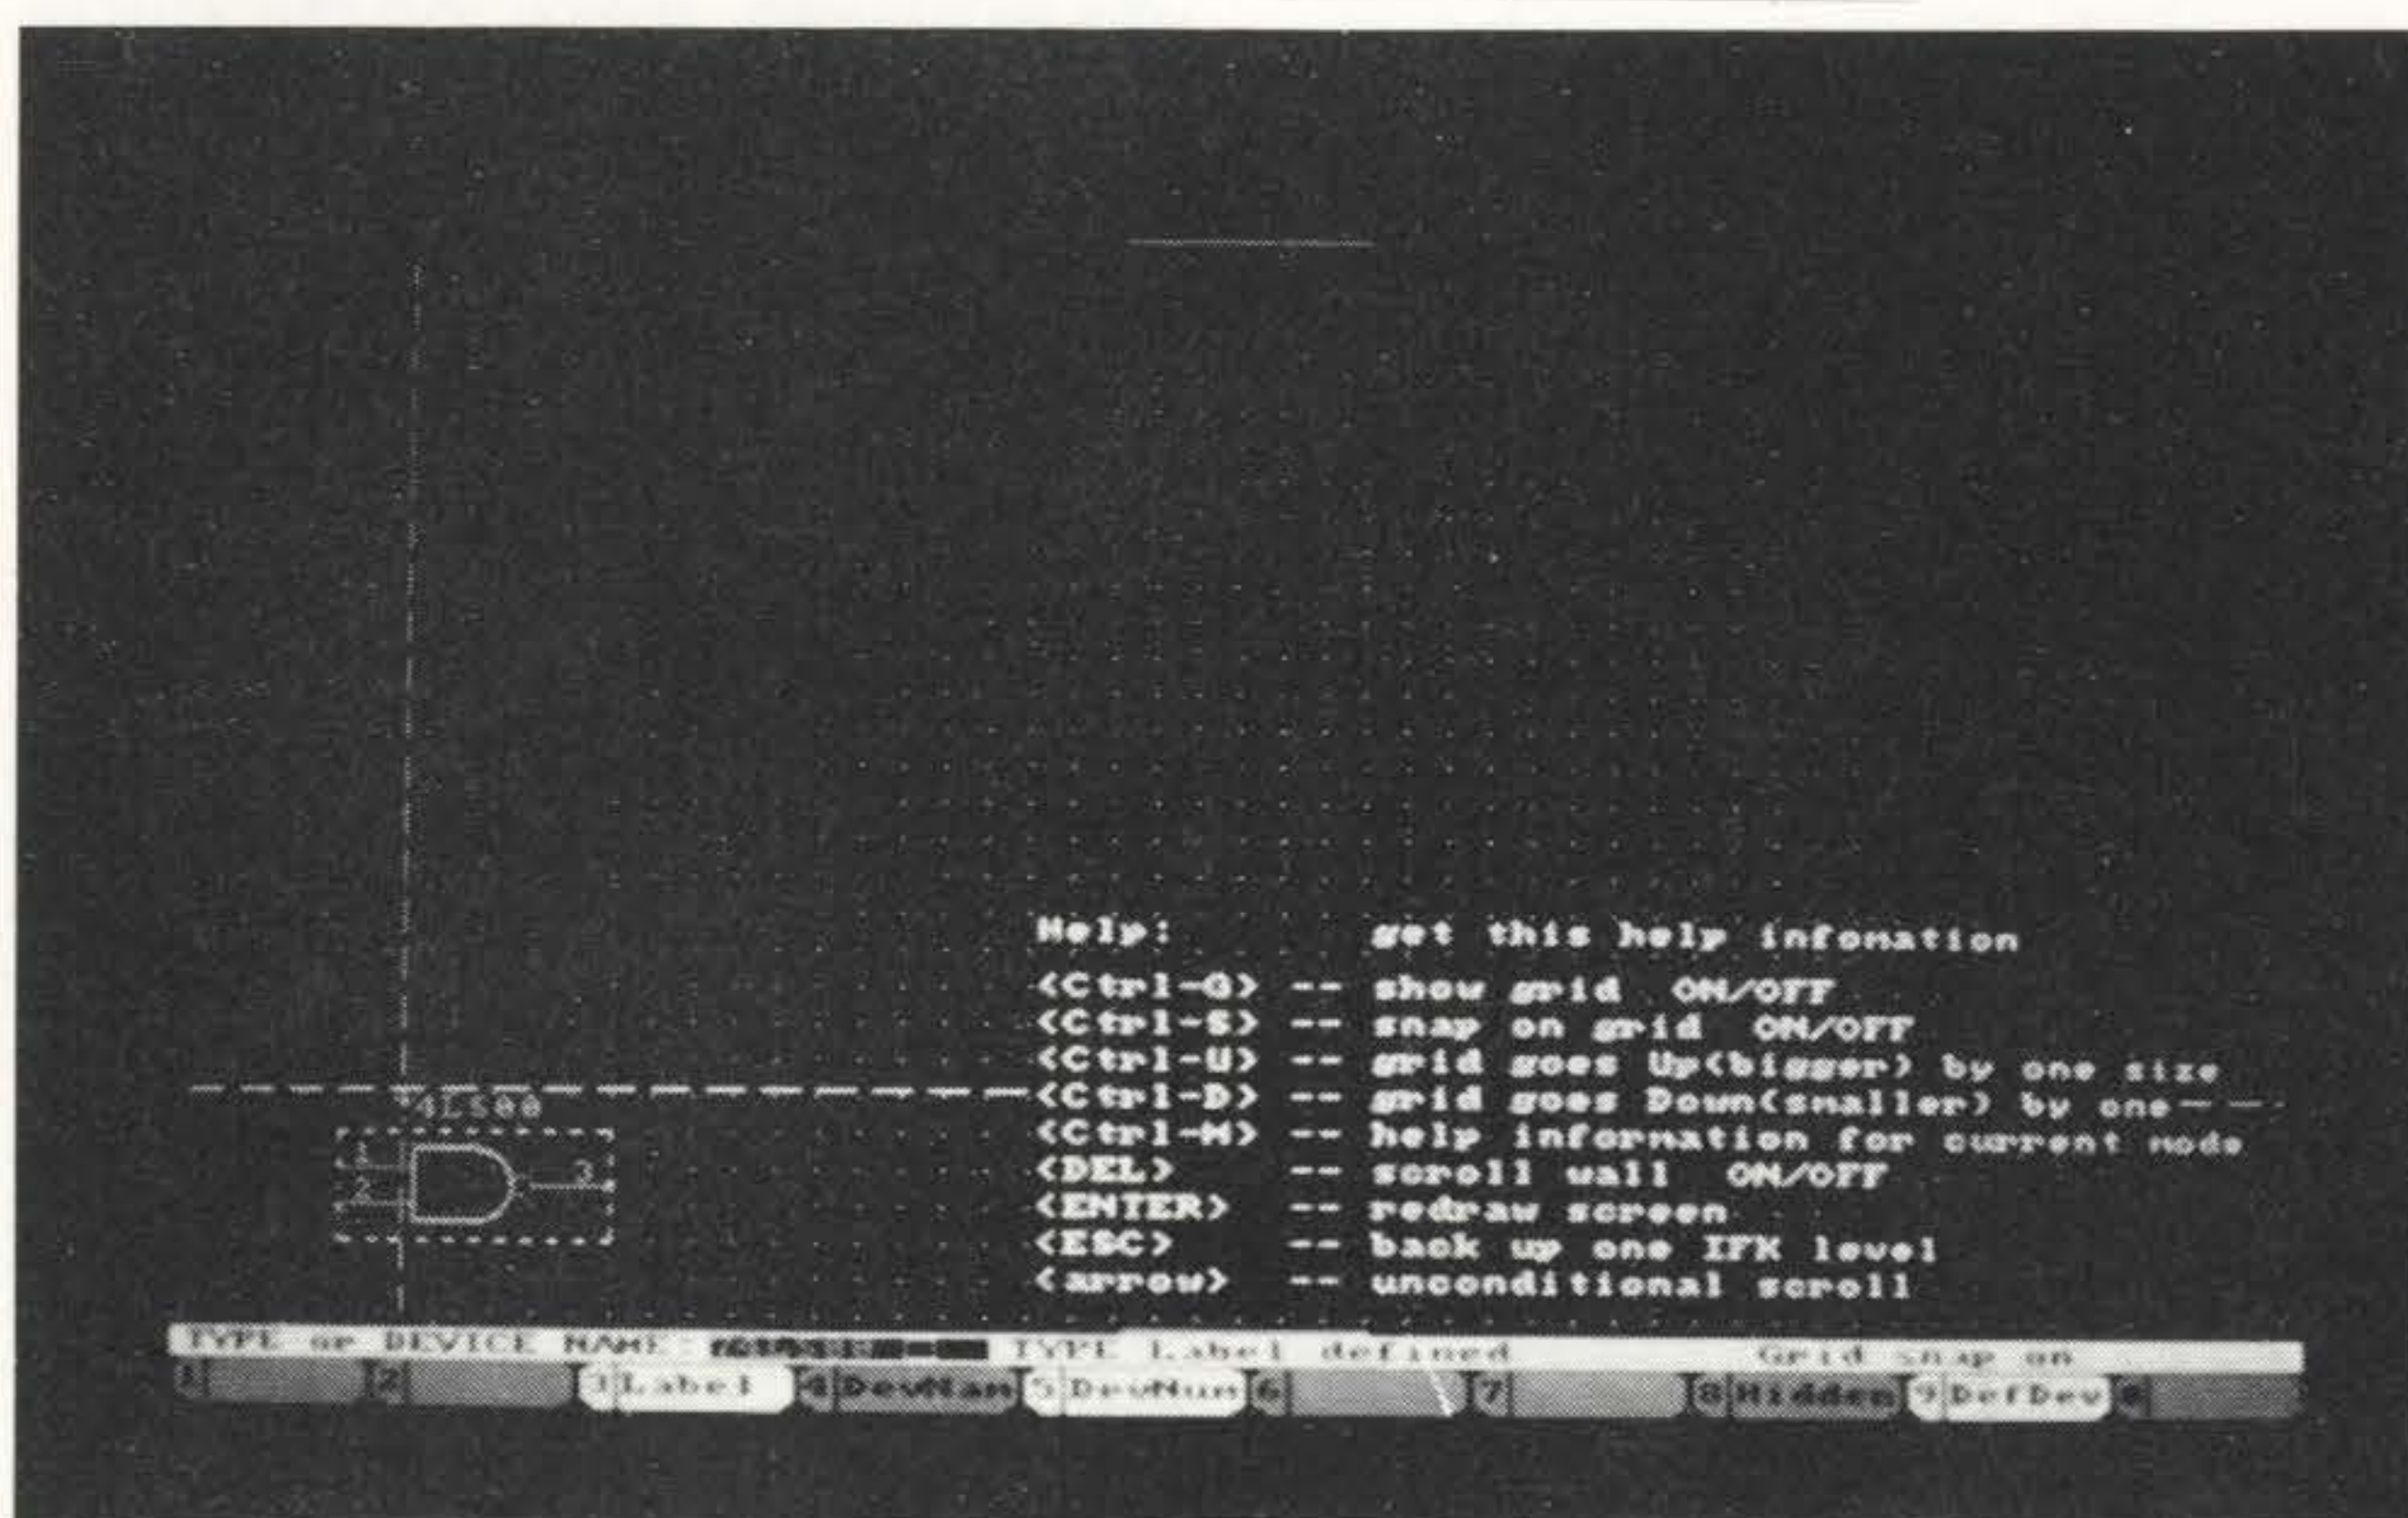 Help: get this help infomation
<Ctrl-G> -- show grid ON/OFF
<Ctrl-S> -- snap on grid ON/OFF
<Ctrl-U> -- grid goes Up(bigger) by one size
<Ctrl-D> -- grid goes Down(smaller) by one
<Ctrl-H> -- help information for current mode
<DEL> -- scroll wall ON/OFF
<ENTER> -- redraw screen
<ESC> -- back up one IFK level
<arrow> -- unconditional scroll
4LS00
1
2
3
TYPE or DEVICE NAME: TYPE Label defined Grid snap on
1 2 3 Label 4 DevNam 5 DevNum 6 7 8 Hidden 9 DefDev